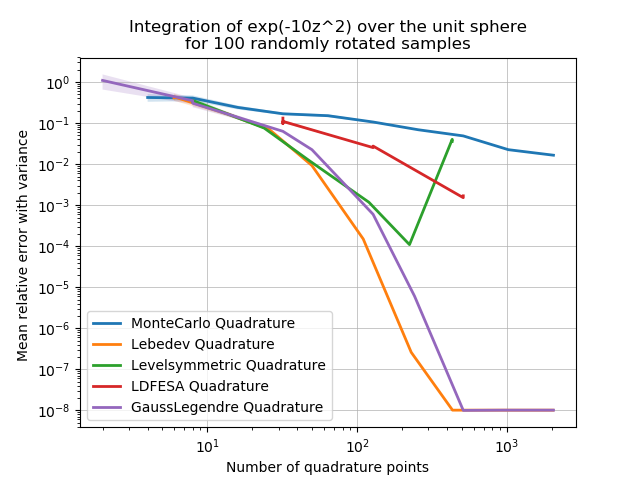 Integration of exp(-10z^2) over the unit sphere
for 100 randomly rotated samples
Mean relative error with variance
10^0
10^-1
10^-2
10^-3
10^-4
10^-5
10^-6
10^-7
10^-8
MonteCarlo Quadrature
Lebedev Quadrature
Levelsymmetric Quadrature
LDFESA Quadrature
GaussLegendre Quadrature
10^1 10^2 10^3
Number of quadrature points